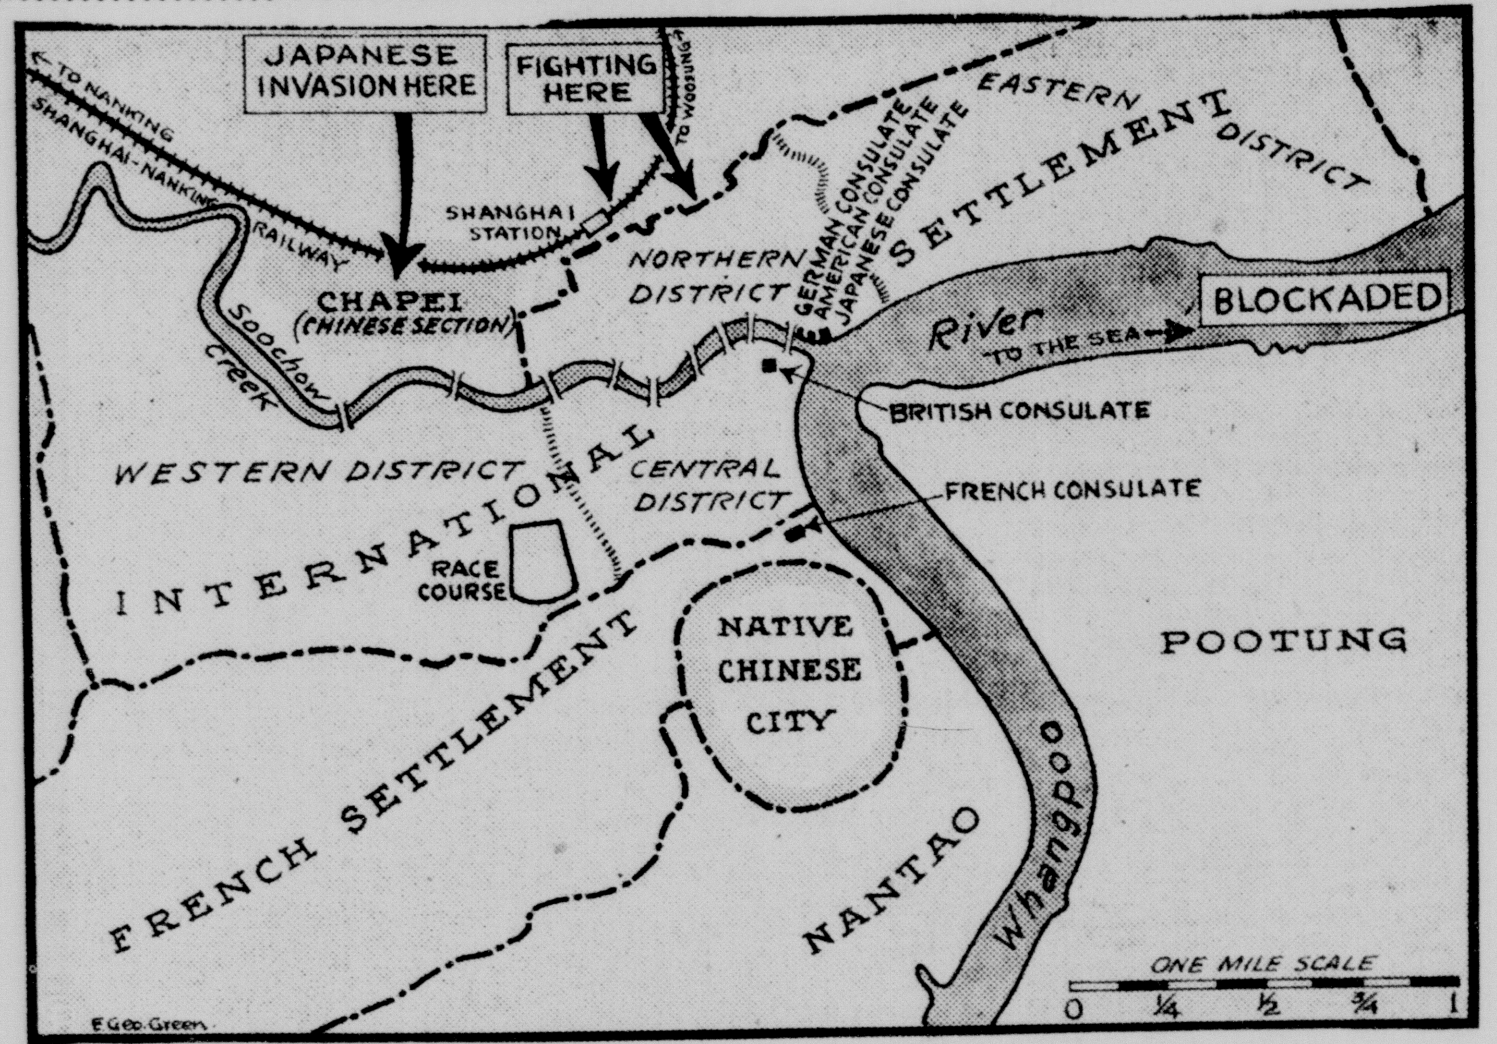 JAPANESE
INVASION HERE
FIGHTING
HERE
← TO NANKING
SHANGHAI-NANKING RAILWAY
TO WOOSUNG →
SHANGHAI
STATION
CHAPEI
(CHINESE SECTION)
NORTHERN
DISTRICT
GERMAN CONSULATE
AMERICAN CONSULATE
JAPANESE CONSULATE
EASTERN
DISTRICT
INTERNATIONAL SETTLEMENT
Soochow
Creek
River
TO THE SEA
BLOCKADED
BRITISH CONSULATE
WESTERN DISTRICT
CENTRAL
DISTRICT
FRENCH CONSULATE
RACE
COURSE
NATIVE
CHINESE
CITY
POOTUNG
FRENCH SETTLEMENT
NANTAO
Whangpoo
ONE MILE SCALE
0 1/4 1/2 3/4 1
F Geo. Green.